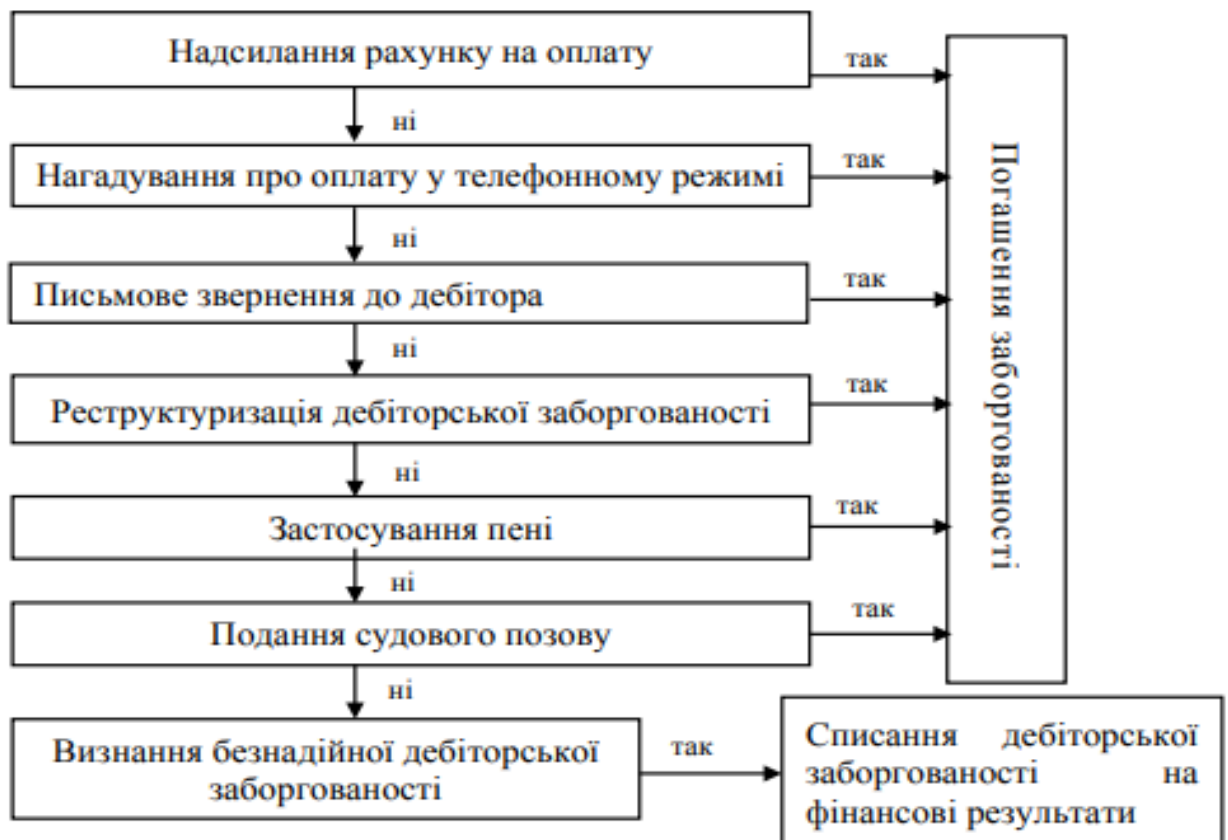 Надсилання рахунку на оплату
так
ні
Нагадування про оплату у телефонному режимі
так
ні
Письмове звернення до дебітора
так
ні
Реструктуризація дебіторської заборгованості
так
ні
Застосування пені
так
ні
Подання судового позову
так
ні
Погашення заборгованості
Визнання безнадійної дебіторської
заборгованості
так
Списання дебіторської
заборгованості на
фінансові результати